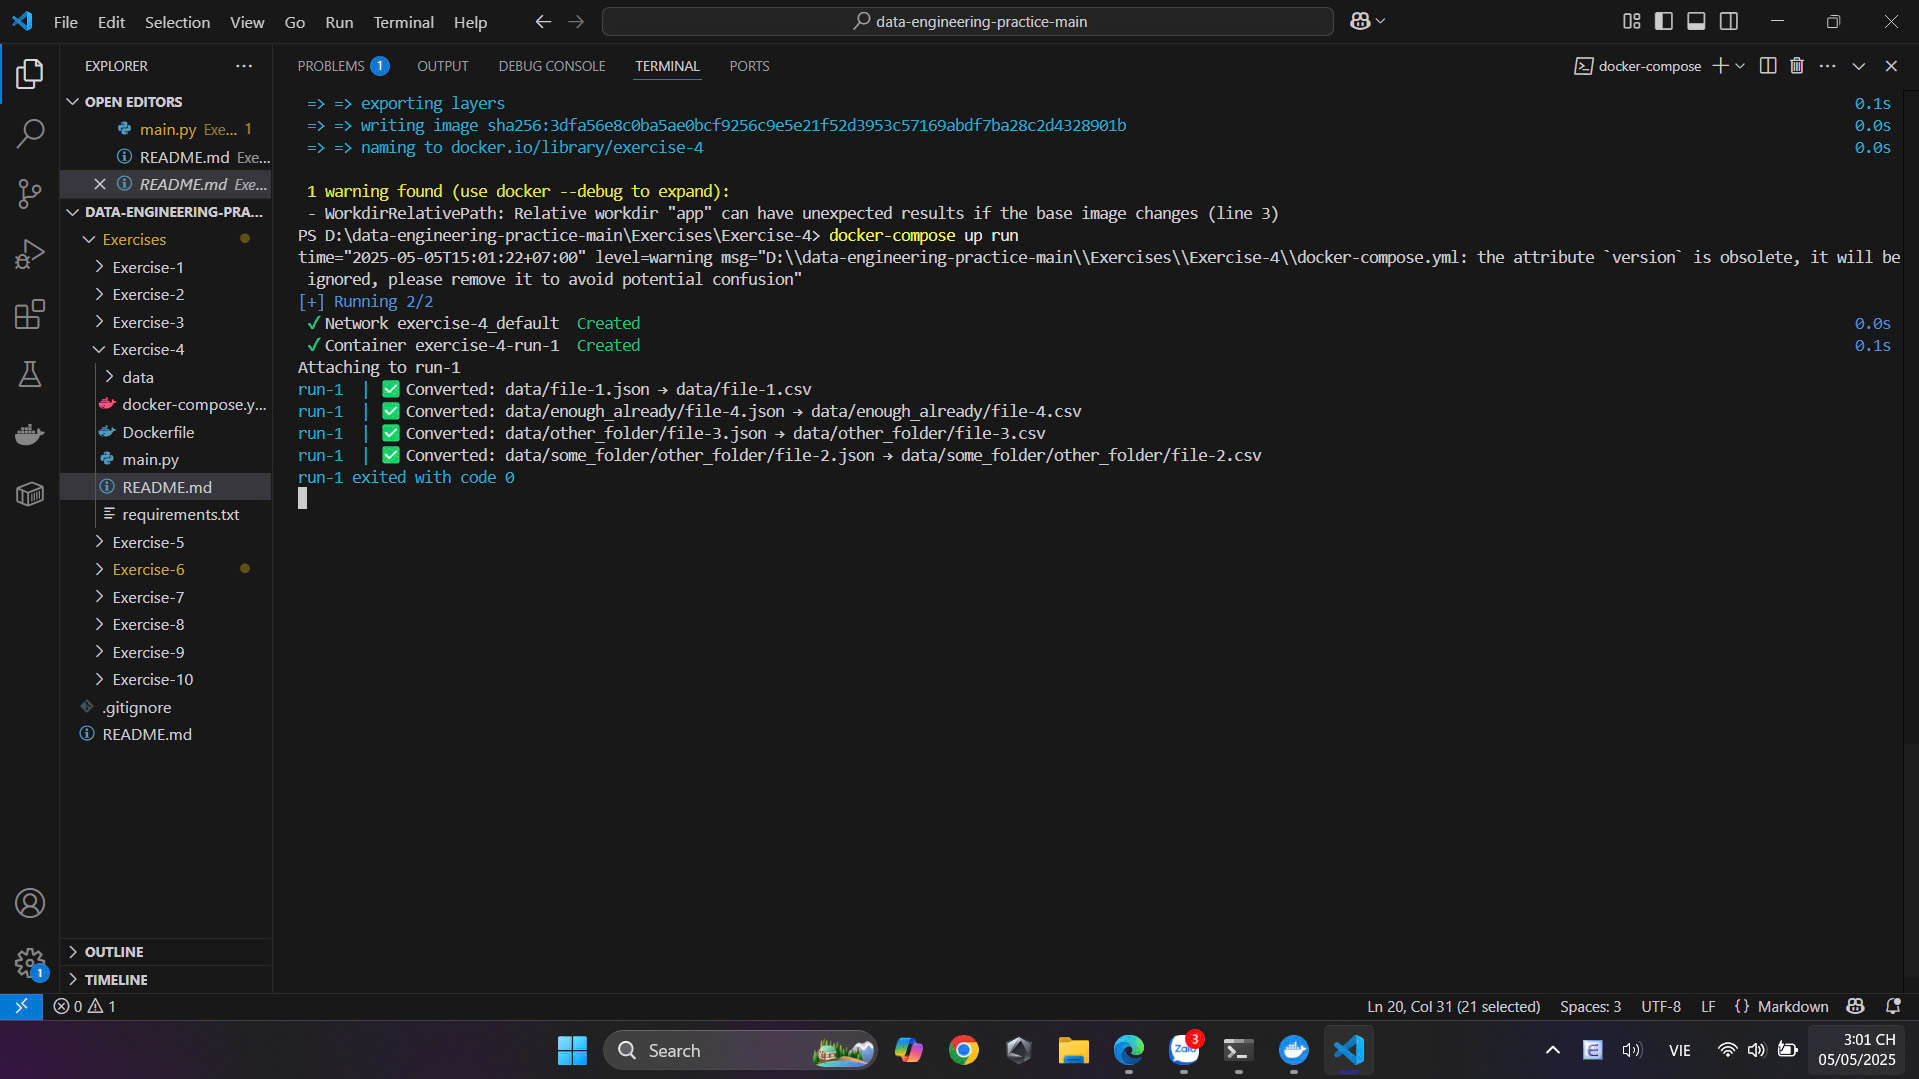 File Edit Selection View Go Run Terminal Help
data-engineering-practice-main
EXPLORER
OPEN EDITORS
main.py Exe... 1
README.md Exe...
README.md Exe...
DATA-ENGINEERING-PRA...
Exercises
Exercise-1
Exercise-2
Exercise-3
Exercise-4
data
docker-compose.y...
Dockerfile
main.py
README.md
requirements.txt
Exercise-5
Exercise-6
Exercise-7
Exercise-8
Exercise-9
Exercise-10
.gitignore
README.md
OUTLINE
TIMELINE
1
PROBLEMS 1 OUTPUT DEBUG CONSOLE TERMINAL PORTS
docker-compose
=> => exporting layers 0.1s
=> => writing image sha256:3dfa56e8c0ba5ae0bcf9256c9e5e21f52d3953c57169abdf7ba28c2d4328901b 0.0s
=> => naming to docker.io/library/exercise-4 0.0s
1 warning found (use docker --debug to expand):
- WorkdirRelativePath: Relative workdir "app" can have unexpected results if the base image changes (line 3)
PS D:\data-engineering-practice-main\Exercises\Exercise-4> docker-compose up run
time="2025-05-05T15:01:22+07:00" level=warning msg="D:\\data-engineering-practice-main\\Exercises\\Exercise-4\\docker-compose.yml: the attribute `version` is obsolete, it will be
ignored, please remove it to avoid potential confusion"
[+] Running 2/2
✓Network exercise-4_default Created 0.0s
✓Container exercise-4-run-1 Created 0.1s
Attaching to run-1
run-1 | ✅ Converted: data/file-1.json → data/file-1.csv
run-1 | ✅ Converted: data/enough_already/file-4.json → data/enough_already/file-4.csv
run-1 | ✅ Converted: data/other_folder/file-3.json → data/other_folder/file-3.csv
run-1 | ✅ Converted: data/some_folder/other_folder/file-2.json → data/some_folder/other_folder/file-2.csv
run-1 exited with code 0
0 1
Ln 20, Col 31 (21 selected) Spaces: 3 UTF-8 LF {} Markdown
Search
Zalo 3
E
VIE
3:01 CH
05/05/2025